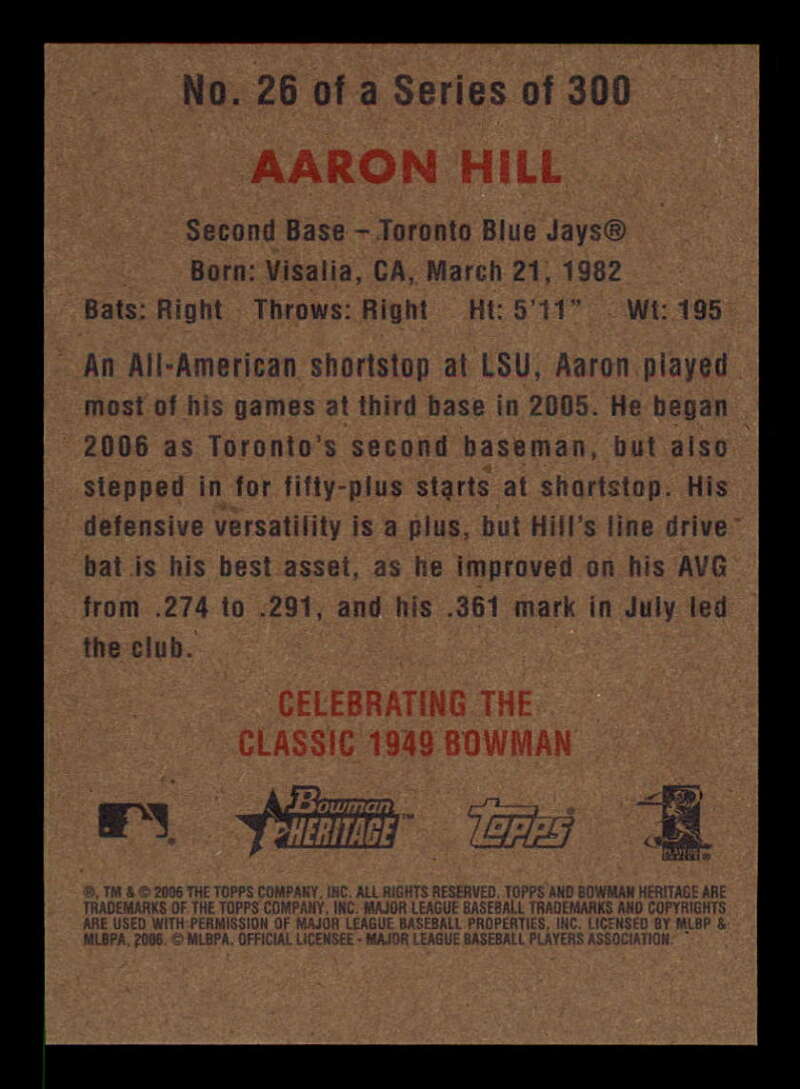 No. 26 of a Series of 300
AARON HILL
Second Base – Toronto Blue Jays®
Born: Visalia, CA, March 21, 1982
Bats: Right Throws: Right Ht: 5'11" Wt: 195
An All-American shortstop at LSU, Aaron played
most of his games at third base in 2005. He began
2006 as Toronto's second baseman, but also
stepped in for fifty-plus starts at shortstop. His
defensive versatility is a plus, but Hill's line drive
bat is his best asset, as he improved on his AVG
from .274 to .291, and his .361 mark in July led
the club.
CELEBRATING THE
CLASSIC 1949 BOWMAN
Bowman HERITAGE™ Topps® PLAYERS
®, TM & © 2006 THE TOPPS COMPANY, INC. ALL RIGHTS RESERVED. TOPPS AND BOWMAN HERITAGE ARE
TRADEMARKS OF THE TOPPS COMPANY, INC. MAJOR LEAGUE BASEBALL TRADEMARKS AND COPYRIGHTS
ARE USED WITH PERMISSION OF MAJOR LEAGUE BASEBALL PROPERTIES, INC. LICENSED BY MLBP &
MLBPA, 2006. © MLBPA. OFFICIAL LICENSEE - MAJOR LEAGUE BASEBALL PLAYERS ASSOCIATION.